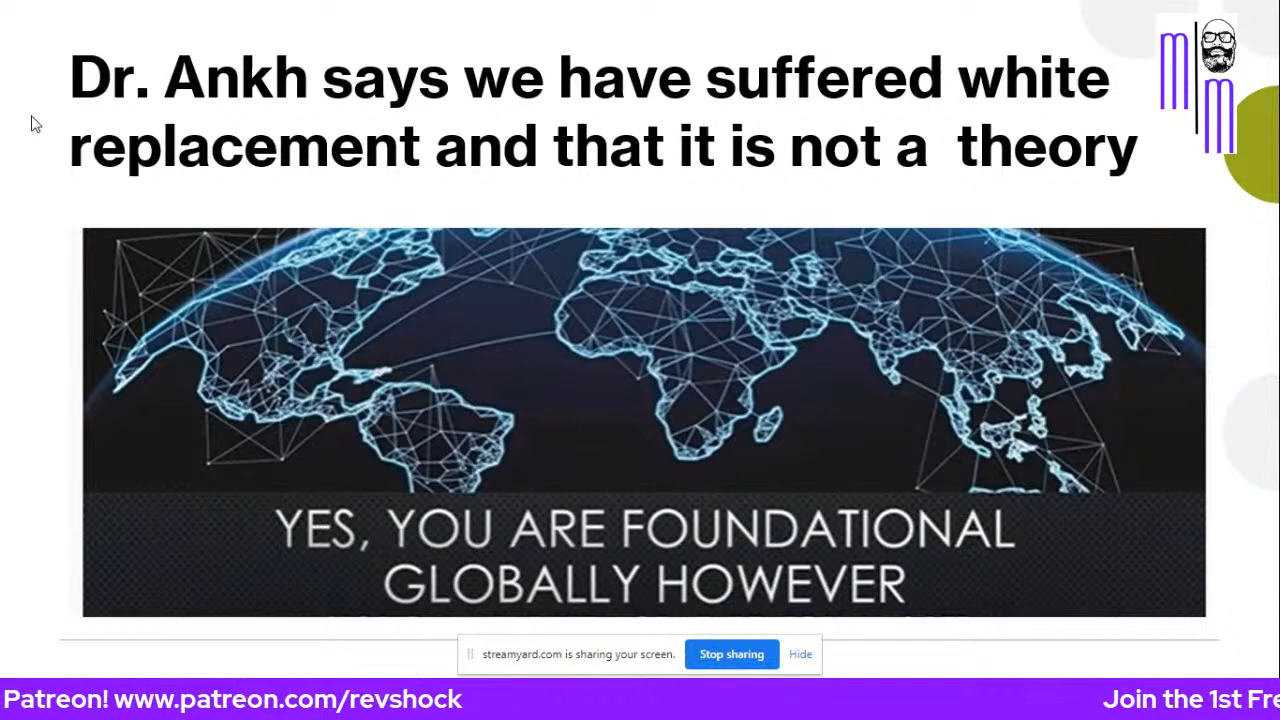 Dr. Ankh says we have suffered white
replacement and that it is not a theory
YES, YOU ARE FOUNDATIONAL
GLOBALLY HOWEVER
streamyard.com is sharing your screen. Stop sharing Hide
Patreon! www.patreon.com/revshock Join the 1st Fre